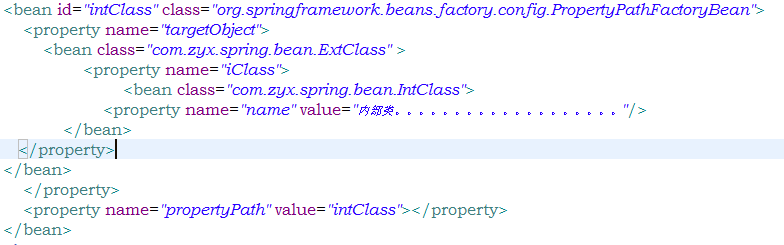 <bean id="intClass" class="org.springframework.beans.factory.config.PropertyPathFactoryBean">
<property name="targetObject">
<bean class="com.zyx.spring.bean.ExtClass" >
<property name="iClass">
<bean class="com.zyx.spring.bean.IntClass">
<property name="name" value="内部类。。。。。。。。。。。。。。。。。。。"/>
</bean>
</property>
</bean>
</property>
<property name="propertyPath" value="intClass"></property>
</bean>